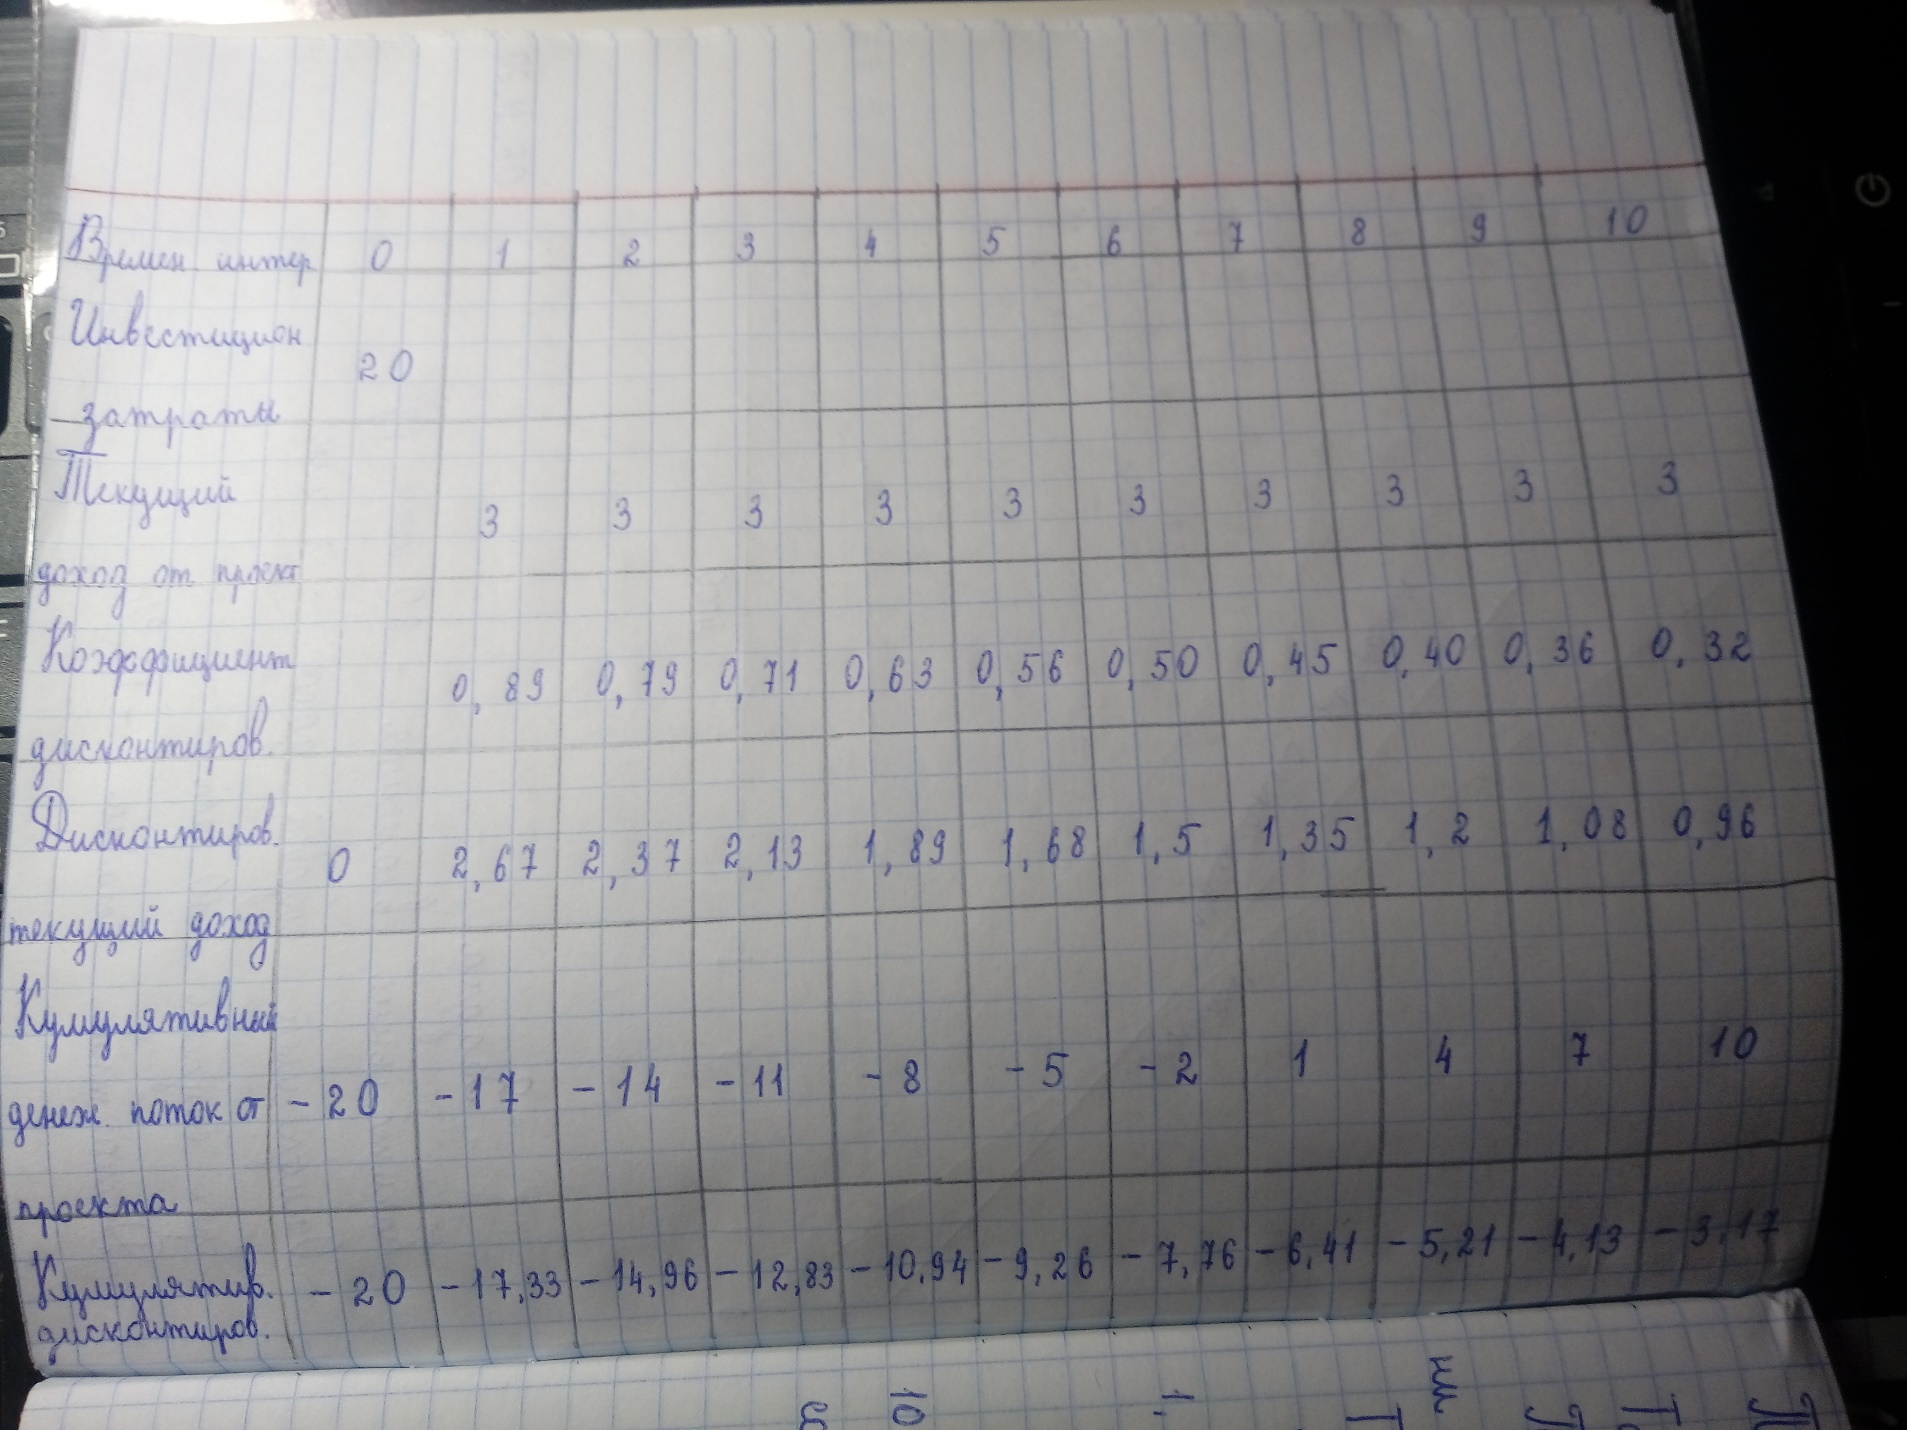 Времен интер 0 1 2 3 4 5 6 7 8 9 10
Инвестицион
20
затраты
Текущий
3 3 3 3 3 3 3 3 3 3
доход от проект
Коэффициент
0,89 0,79 0,71 0,63 0,56 0,50 0,45 0,40 0,36 0,32
дисконтиров.
Дисконтиров.
0 2,67 2,37 2,13 1,89 1,68 1,5 1,35 1,2 1,08 0,96
текущий доход
Кумулятивный
денеж. поток от -20 -17 -14 -11 -8 -5 -2 1 4 7 10
проекта
Кумулятив. -20 -17,33 -14,96 -12,83 -10,94 -9,26 -7,76 -6,41 -5,21 -4,13 -3,17
дисконтиров.
10